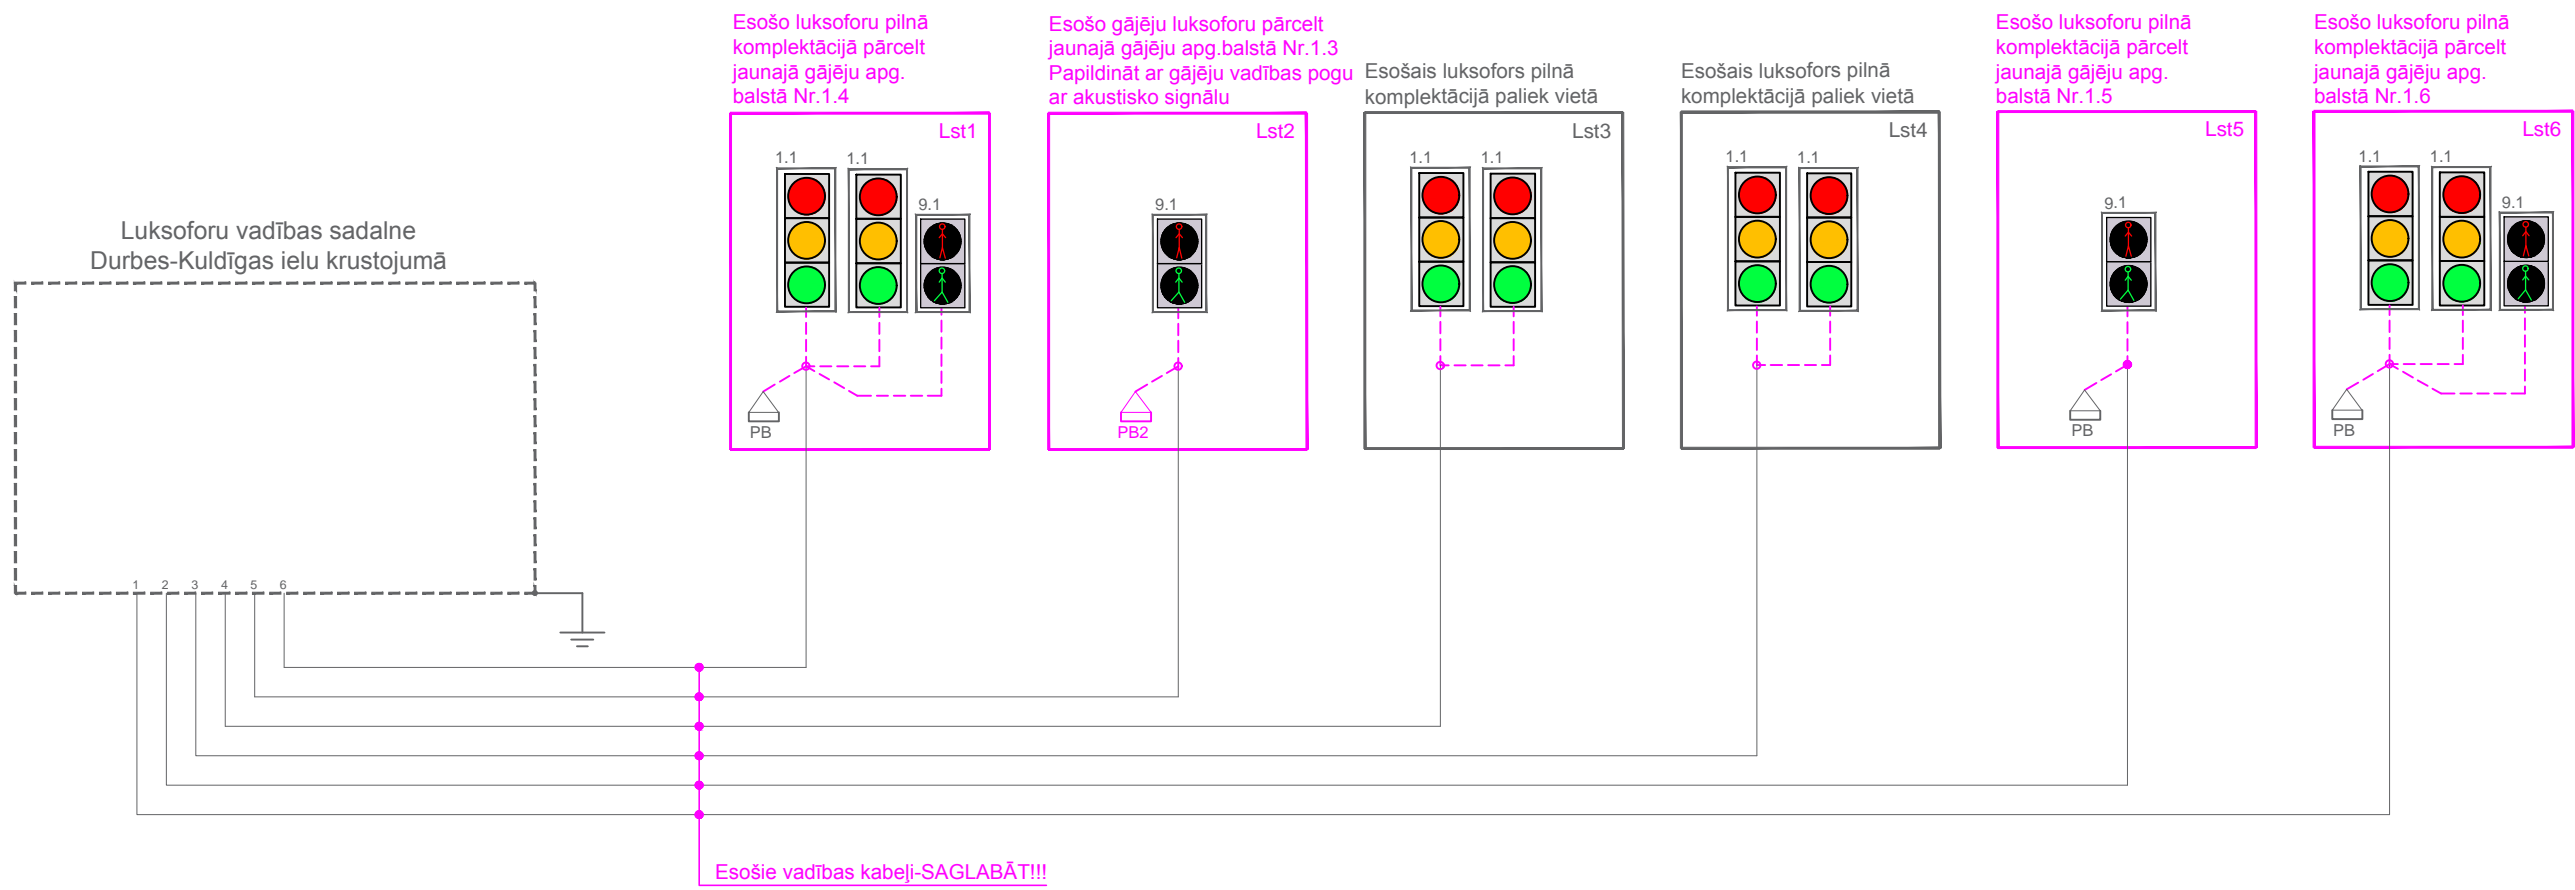 Esošo luksoforu pilnā
komplektācijā pārcelt
jaunajā gājēju apg.
balstā Nr.1.4
Esošo gājēju luksoforu pārcelt
jaunajā gājēju apg.balstā Nr.1.3
Papildināt ar gājēju vadības pogu
ar akustisko signālu
Esošais luksofors pilnā
komplektācijā paliek vietā
Esošais luksofors pilnā
komplektācijā paliek vietā
Esošo luksoforu pilnā
komplektācijā pārcelt
jaunajā gājēju apg.
balstā Nr.1.5
Esošo luksoforu pilnā
komplektācijā pārcelt
jaunajā gājēju apg.
balstā Nr.1.6
Lst1
1.1
1.1
9.1
PB
Lst2
9.1
PB2
Lst3
1.1
1.1
Lst4
1.1
1.1
Lst5
9.1
PB
Lst6
1.1
1.1
9.1
PB
Luksoforu vadības sadalne
Durbes-Kuldīgas ielu krustojumā
1 2 3 4 5 6
Esošie vadības kabeļi-SAGLABĀT!!!